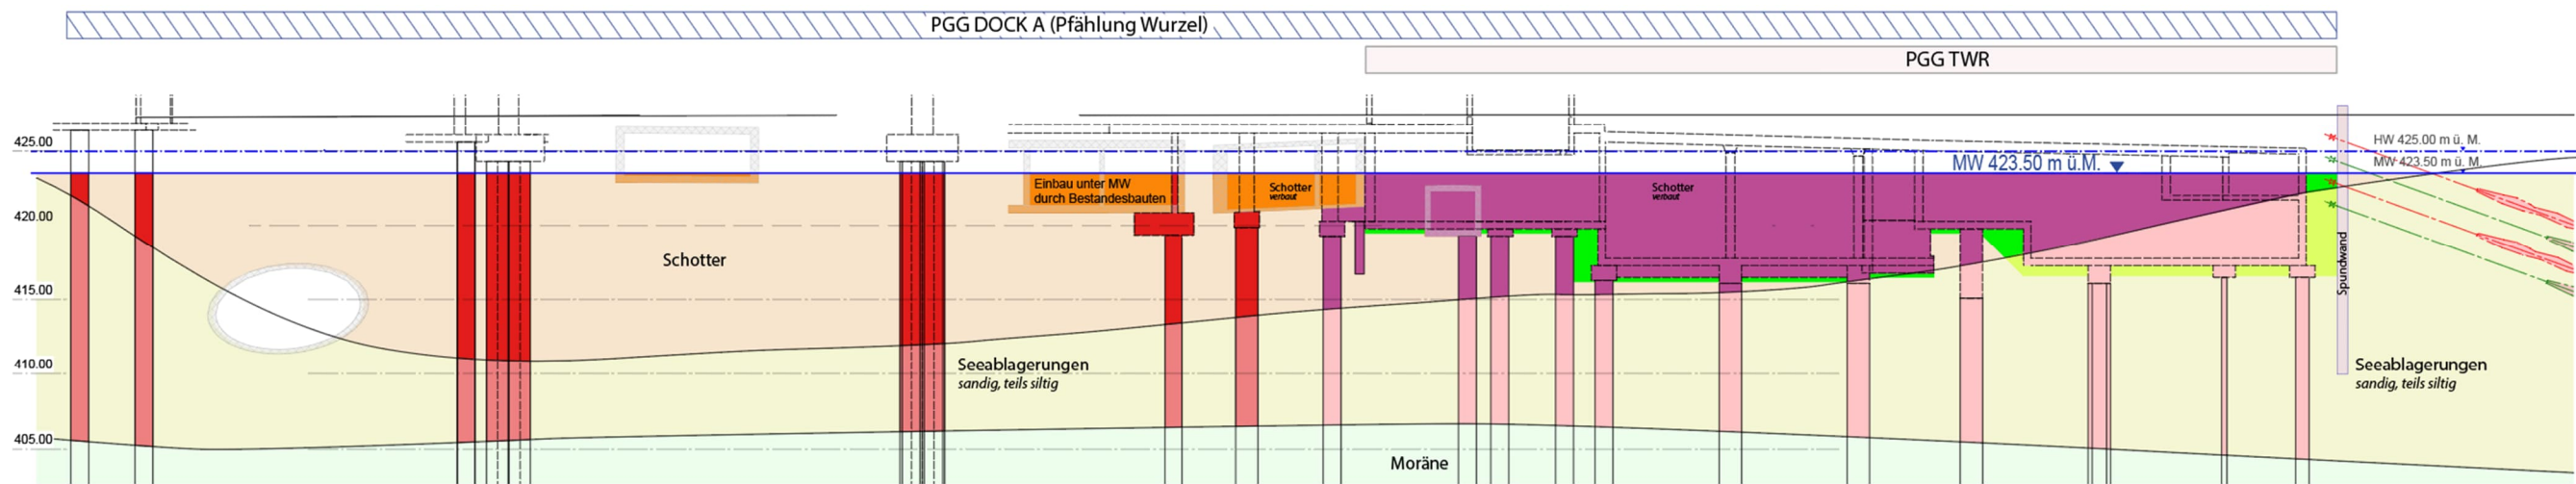 PGG DOCK A (Pfählung Wurzel)
PGG TWR
425.00
HW 425.00 m ü. M.
MW 423.50 m ü.M.
MW 423.50 m ü. M.
Einbau unter MW
durch Bestandesbauten
Schotter
verbaut
Schotter
verbaut
420.00
Schotter
Spundwand
415.00
410.00
Seeablagerungen
sandig, teils siltig
Seeablagerungen
sandig, teils siltig
405.00
Moräne